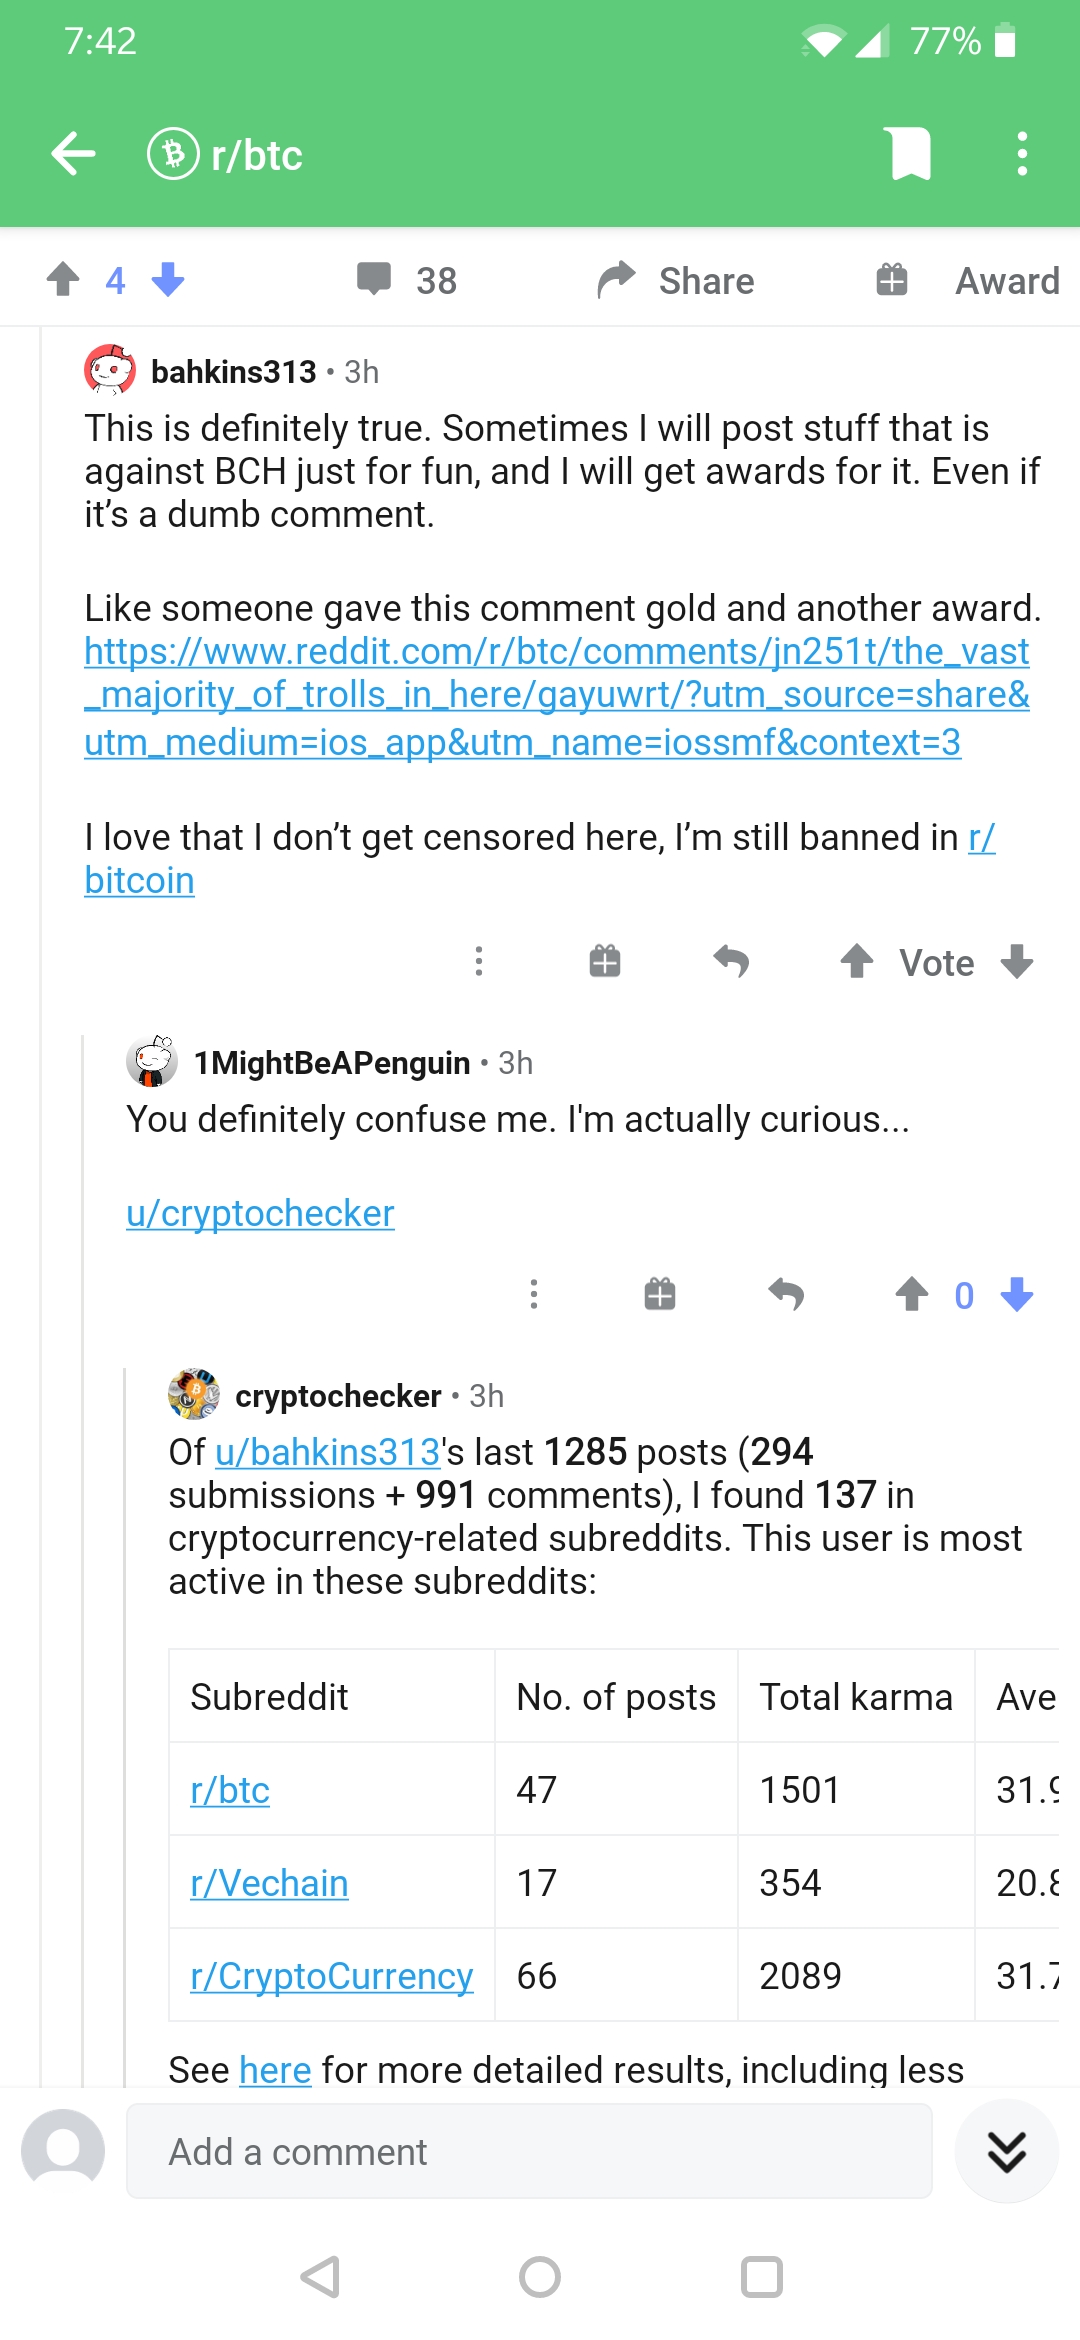 7:42
77%
r/btc
4
38
Share
Award
bahkins313 • 3h
This is definitely true. Sometimes I will post stuff that is
against BCH just for fun, and I will get awards for it. Even if
it’s a dumb comment.
Like someone gave this comment gold and another award.
https://www.reddit.com/r/btc/comments/jn251t/the_vast
_majority_of_trolls_in_here/gayuwrt/?utm_source=share&
utm_medium=ios_app&utm_name=iossmf&context=3
I love that I don’t get censored here, I’m still banned in r/
bitcoin
Vote
1MightBeAPenguin • 3h
You definitely confuse me. I'm actually curious...
u/cryptochecker
0
cryptochecker • 3h
Of u/bahkins313's last 1285 posts (294
submissions + 991 comments), I found 137 in
cryptocurrency-related subreddits. This user is most
active in these subreddits:
Subreddit No. of posts Total karma Ave
r/btc 47 1501 31.9
r/Vechain 17 354 20.8
r/CryptoCurrency 66 2089 31.7
See here for more detailed results, including less
Add a comment